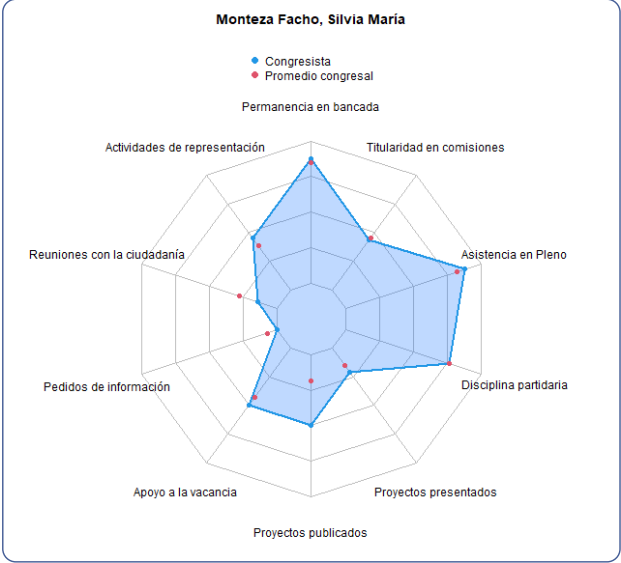 Monteza Facho, Silvia María
Congresista
Promedio congresal
Permanencia en bancada
Actividades de representación
Titularidad en comisiones
Reuniones con la ciudadanía
Asistencia en Pleno
Pedidos de información
Disciplina partidaria
Apoyo a la vacancia
Proyectos presentados
Proyectos publicados